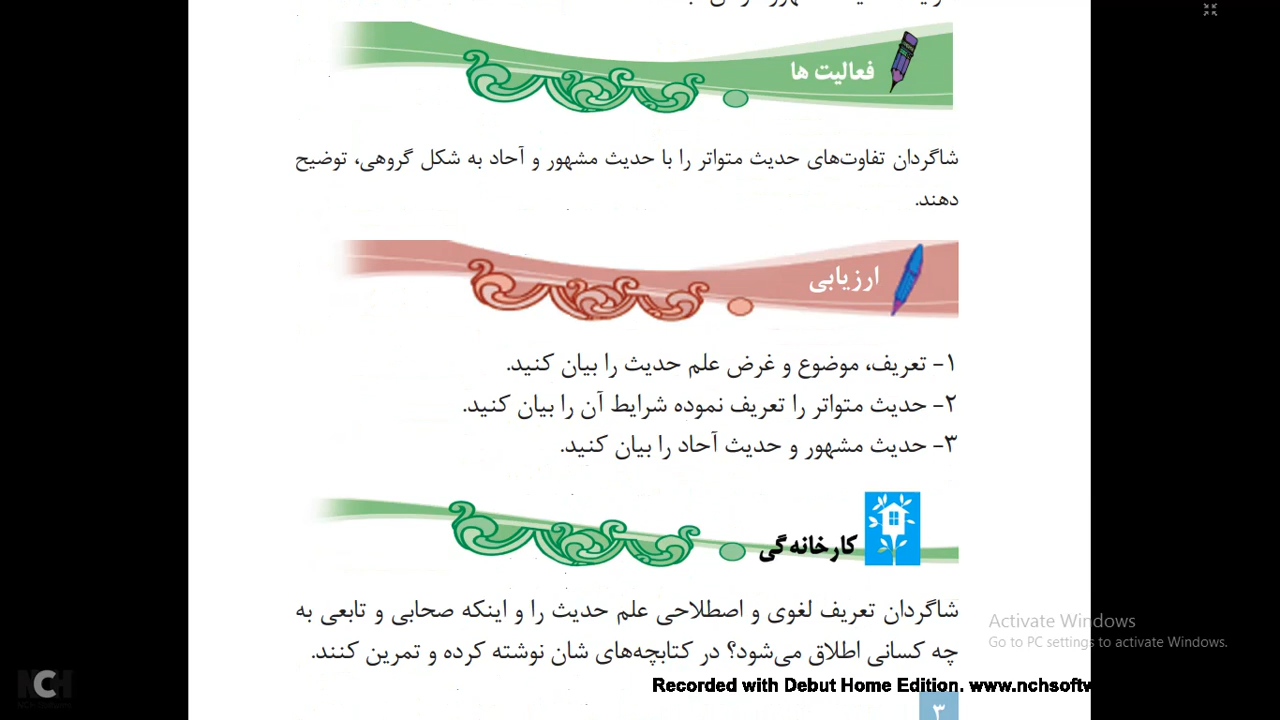 فعالیت ها
شاگردان تفاوت‌های حدیث متواتر را با حدیث مشهور و آحاد به شکل گروهی، توضیح
دهند.
ارزیابی
۱- تعریف، موضوع و غرض علم حدیث را بیان کنید.
۲- حدیث متواتر را تعریف نموده شرایط آن را بیان کنید.
۳- حدیث مشهور و حدیث آحاد را بیان کنید.
کارخانه‌گی
شاگردان تعریف لغوی و اصطلاحی علم حدیث را و اینکه صحابی و تابعی به
چه کسانی اطلاق می‌شود؟ در کتابچه‌های شان نوشته کرده و تمرین کنند.
Activate Windows
Go to PC settings to activate Windows.
NCH
Recorded with Debut Home Edition. www.nchsoftw
۳